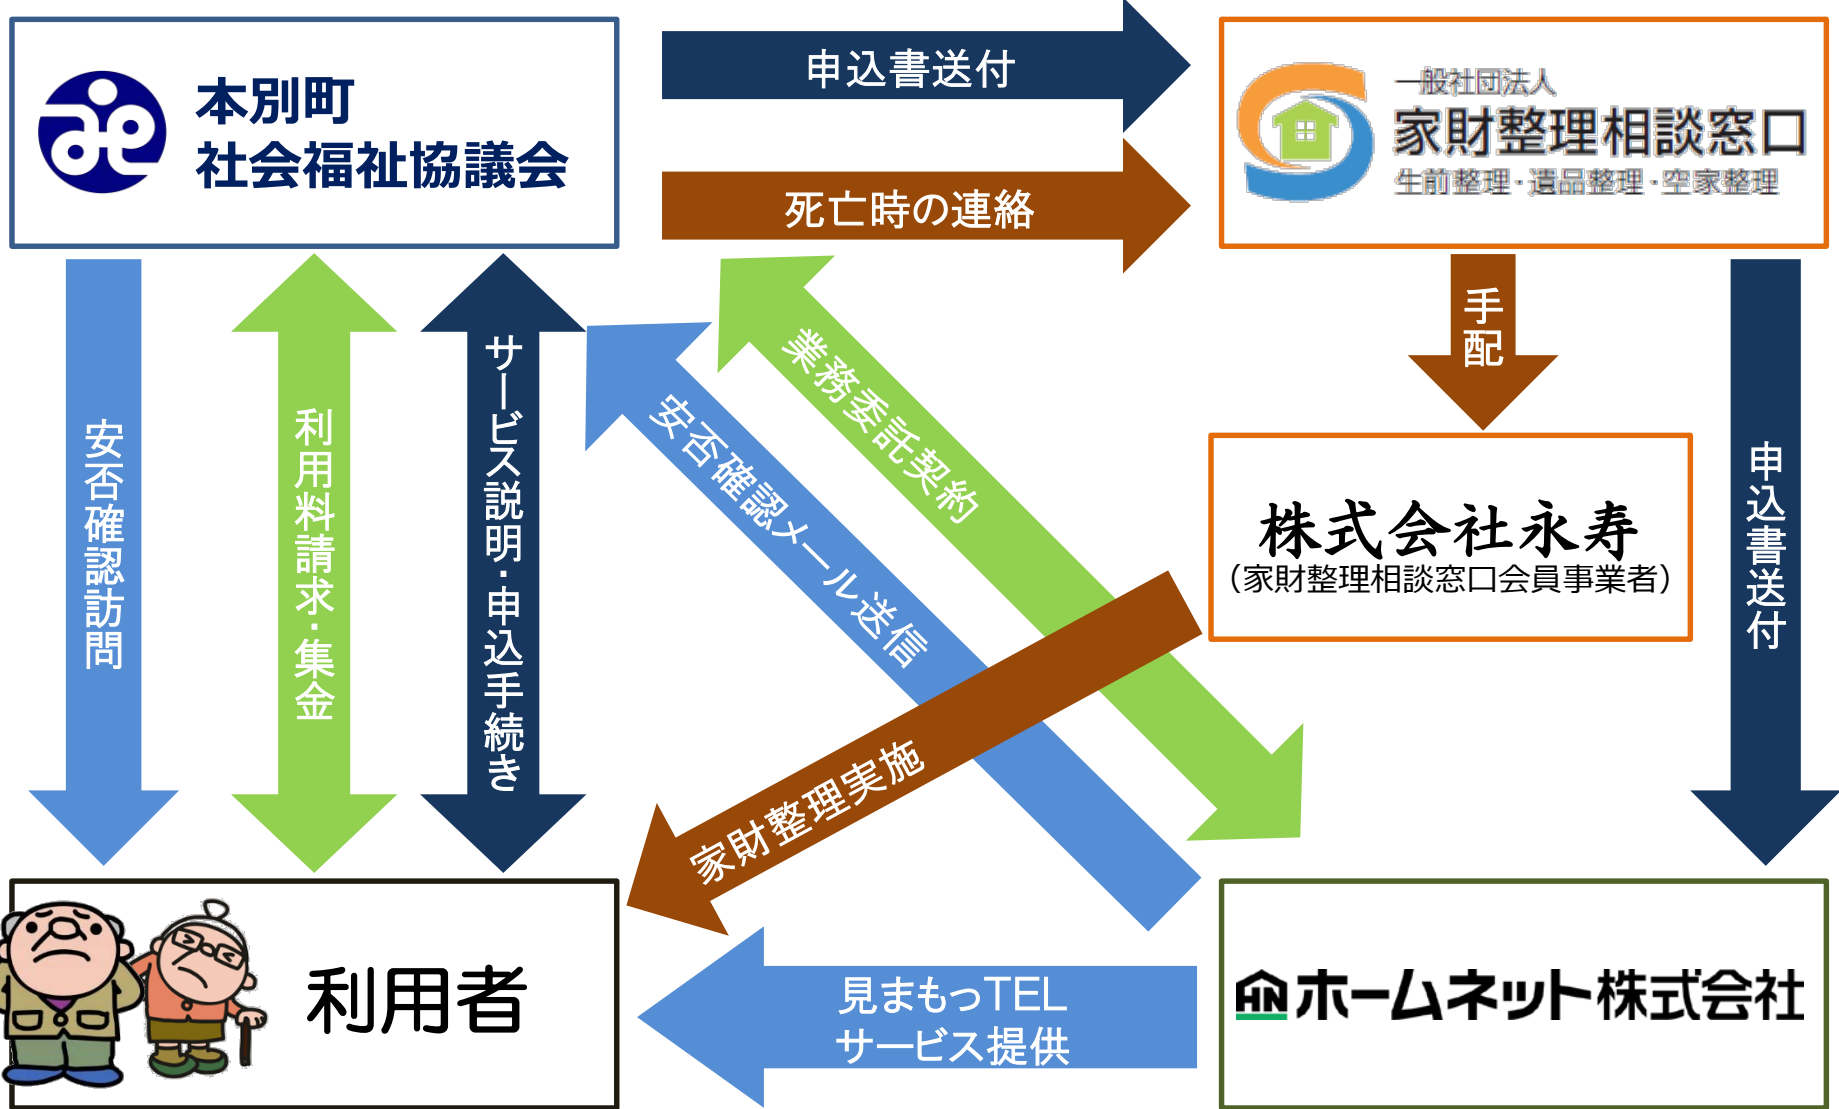 本別町
社会福祉協議会
申込書送付
死亡時の連絡
一般社団法人
家財整理相談窓口
生前整理・遺品整理・空家整理
安否確認訪問
利用料請求・集金
サービス説明・申込手続き
安否確認メール送信
業務委託契約
手配
申込書送付
株式会社永寿
（家財整理相談窓口会員事業者）
家財整理実施
利用者
見まもっTEL
サービス提供
HN ホームネット株式会社